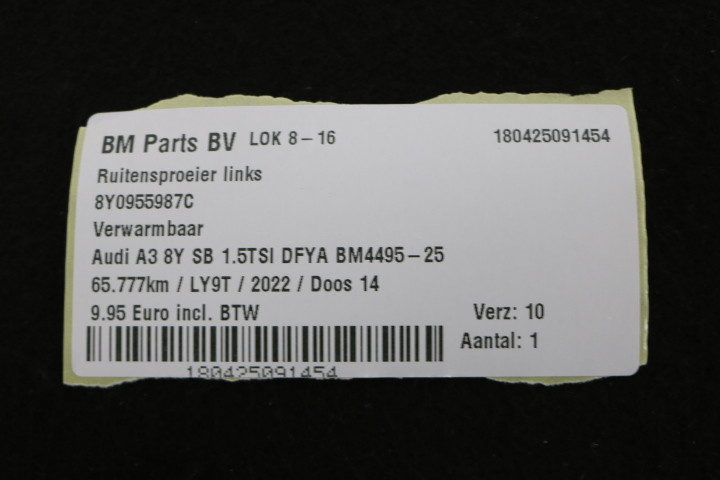 BM Parts BV LOK 8-16 180425091454
Ruitensproeier links
8Y0955987C
Verwarmbaar
Audi A3 8Y SB 1.5TSI DFYA BM4495-25
65.777km / LY9T / 2022 / Doos 14
9.95 Euro incl. BTW Verz: 10
Aantal: 1
180425091454